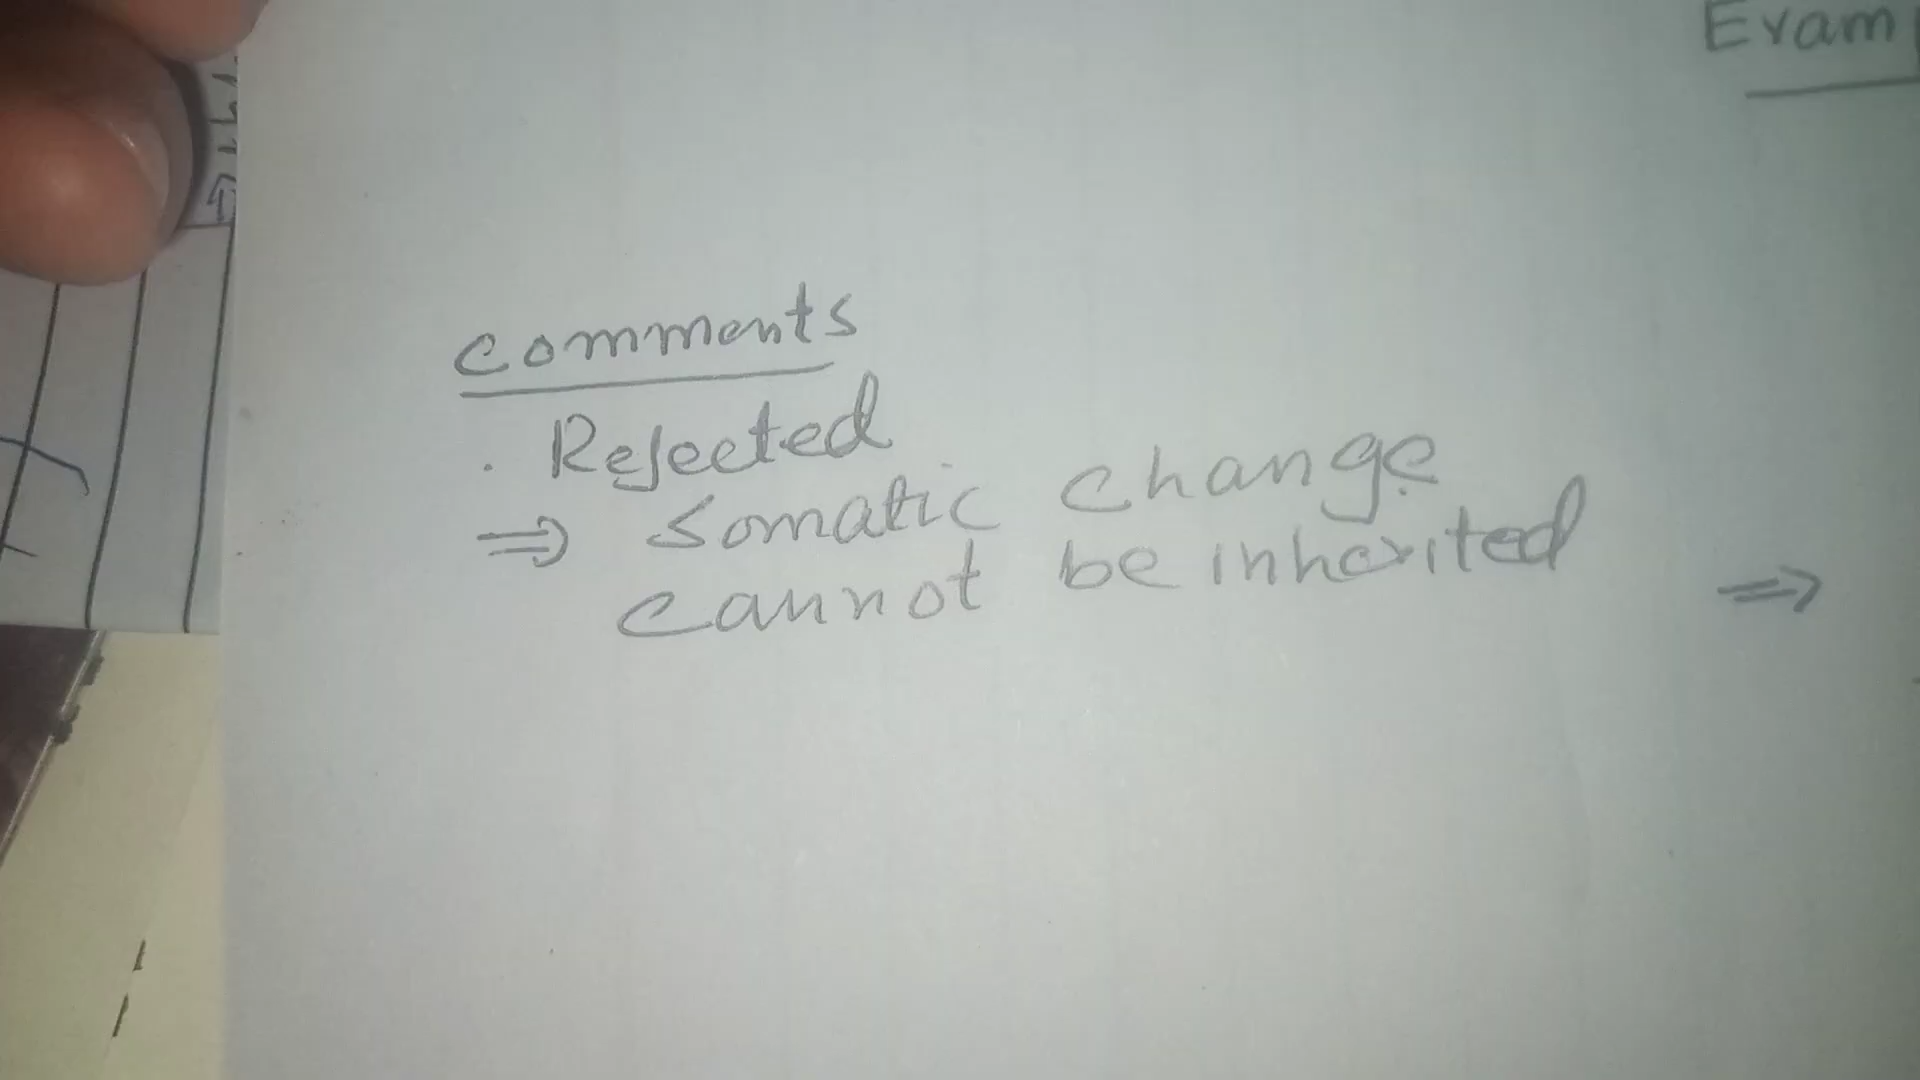 Exam
comments
. Rejected
⇒ Somatic change
cannot be inherited
⇒